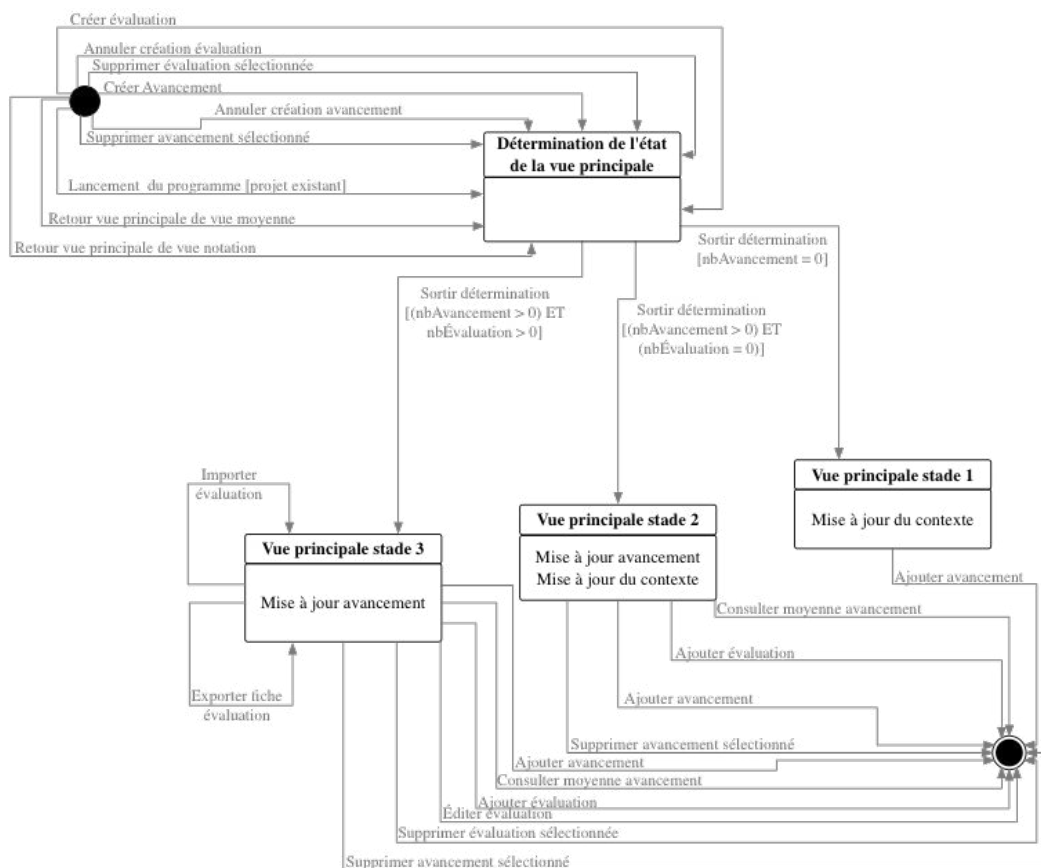 Créer évaluation
Annuler création évaluation
Supprimer évaluation sélectionnée
Créer Avancement
Annuler création avancement
Supprimer avancement sélectionné
Détermination de l'état
de la vue principale
Lancement du programme [projet existant]
Retour vue principale de vue moyenne
Retour vue principale de vue notation
Sortir détermination
[nbAvancement = 0]
Sortir détermination
[(nbAvancement > 0) ET
nbÉvaluation > 0]
Sortir détermination
[(nbAvancement > 0) ET
(nbÉvaluation = 0)]
Importer
évaluation
Vue principale stade 1
Mise à jour du contexte
Vue principale stade 2
Mise à jour avancement
Mise à jour du contexte
Vue principale stade 3
Mise à jour avancement
Ajouter avancement
Consulter moyenne avancement
Ajouter évaluation
Exporter fiche
évaluation
Ajouter avancement
Supprimer avancement sélectionné
Ajouter avancement
Consulter moyenne avancement
Ajouter évaluation
Éditer évaluation
Supprimer évaluation sélectionnée
Supprimer avancement sélectionné